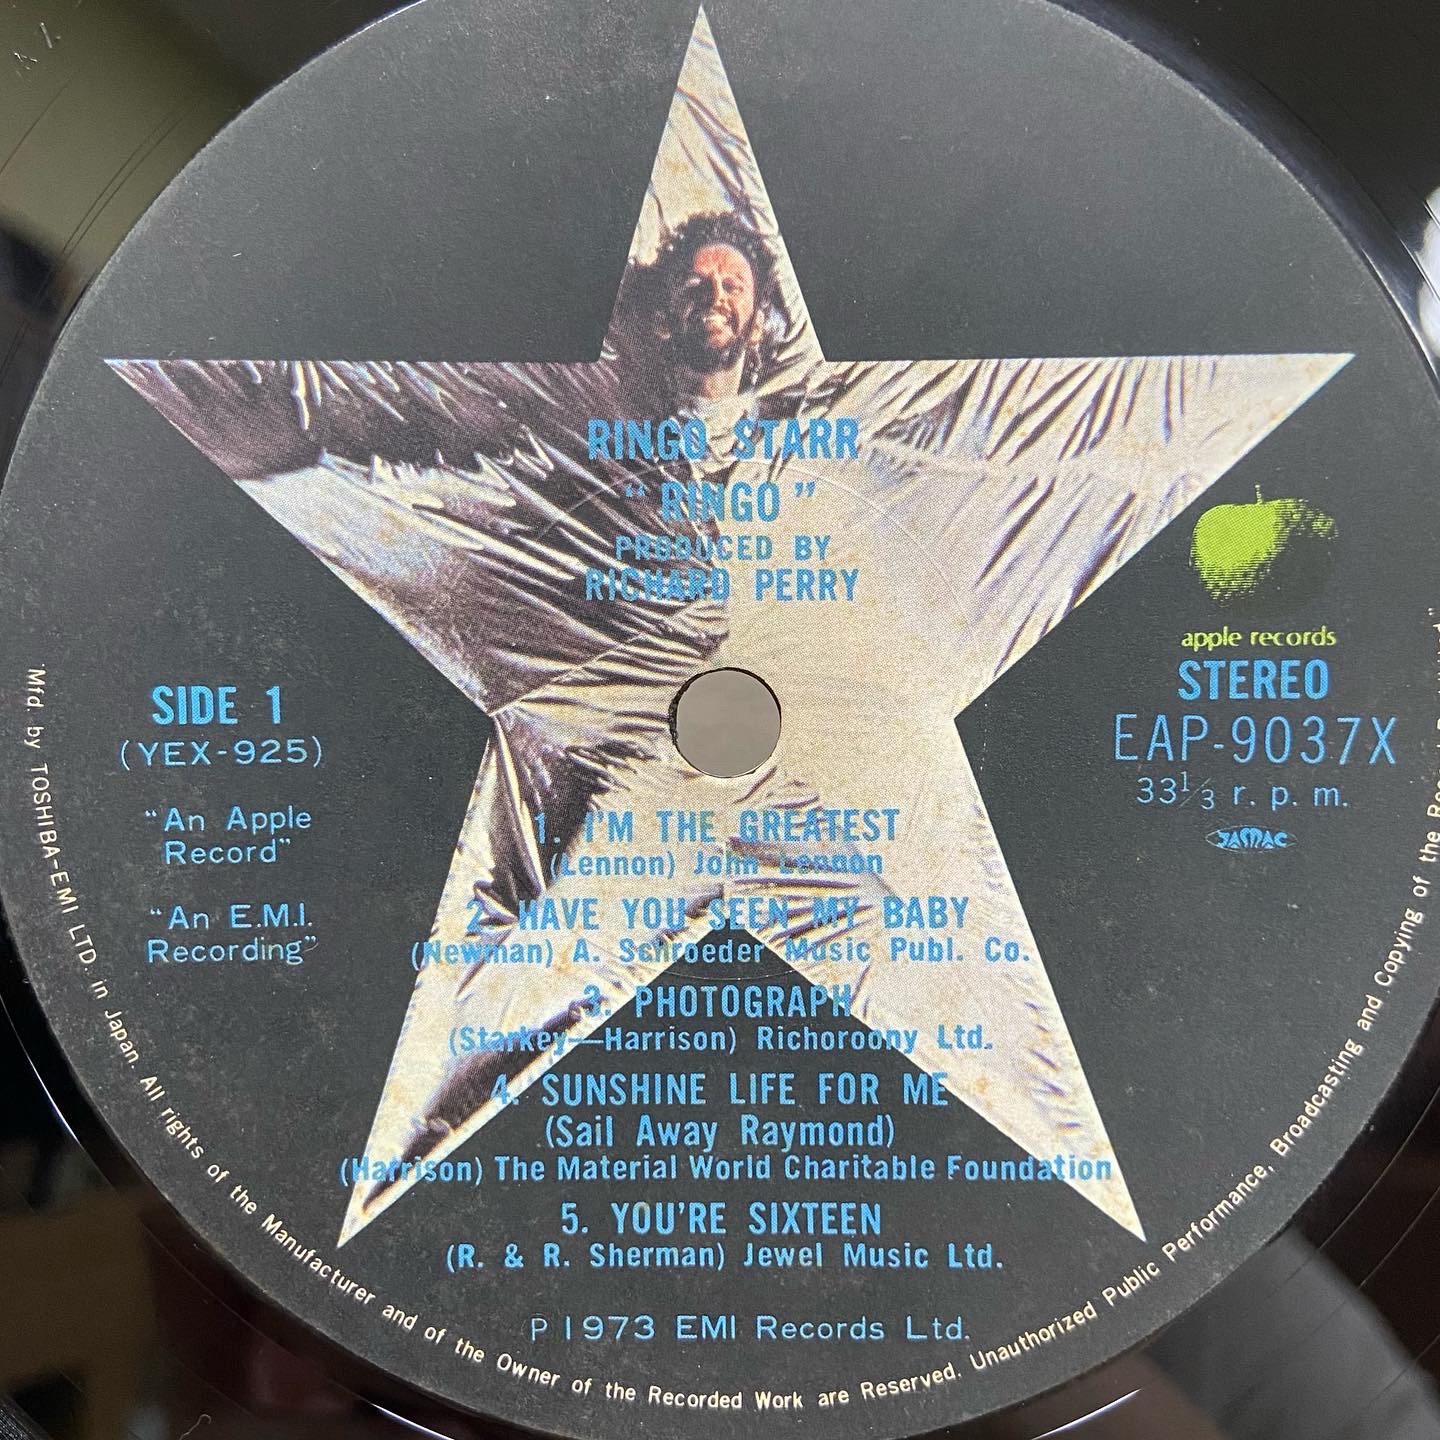 RINGO STARR
“RINGO”
PRODUCED BY
RICHARD PERRY
apple records
STEREO
EAP-9037X
33⅓ r. p. m.
JASRAC
SIDE 1
(YEX-925)
“An Apple
Record”
“An E.M.I.
Recording”
1. I'M THE GREATEST
(Lennon) John Lennon
2. HAVE YOU SEEN MY BABY
(Newman) A. Schroeder Music Publ. Co.
3. PHOTOGRAPH
(Starkey—Harrison) Richoroony Ltd.
4. SUNSHINE LIFE FOR ME
(Sail Away Raymond)
(Harrison) The Material World Charitable Foundation
5. YOU'RE SIXTEEN
(R. & R. Sherman) Jewel Music Ltd.
P 1973 EMI Records Ltd.
"Mfd. by TOSHIBA-EMI LTD. in Japan. All rights of the Manufacturer and of the Owner of the Recorded Work are Reserved. Unauthorized Public Performance, Broadcasting and Copying of the